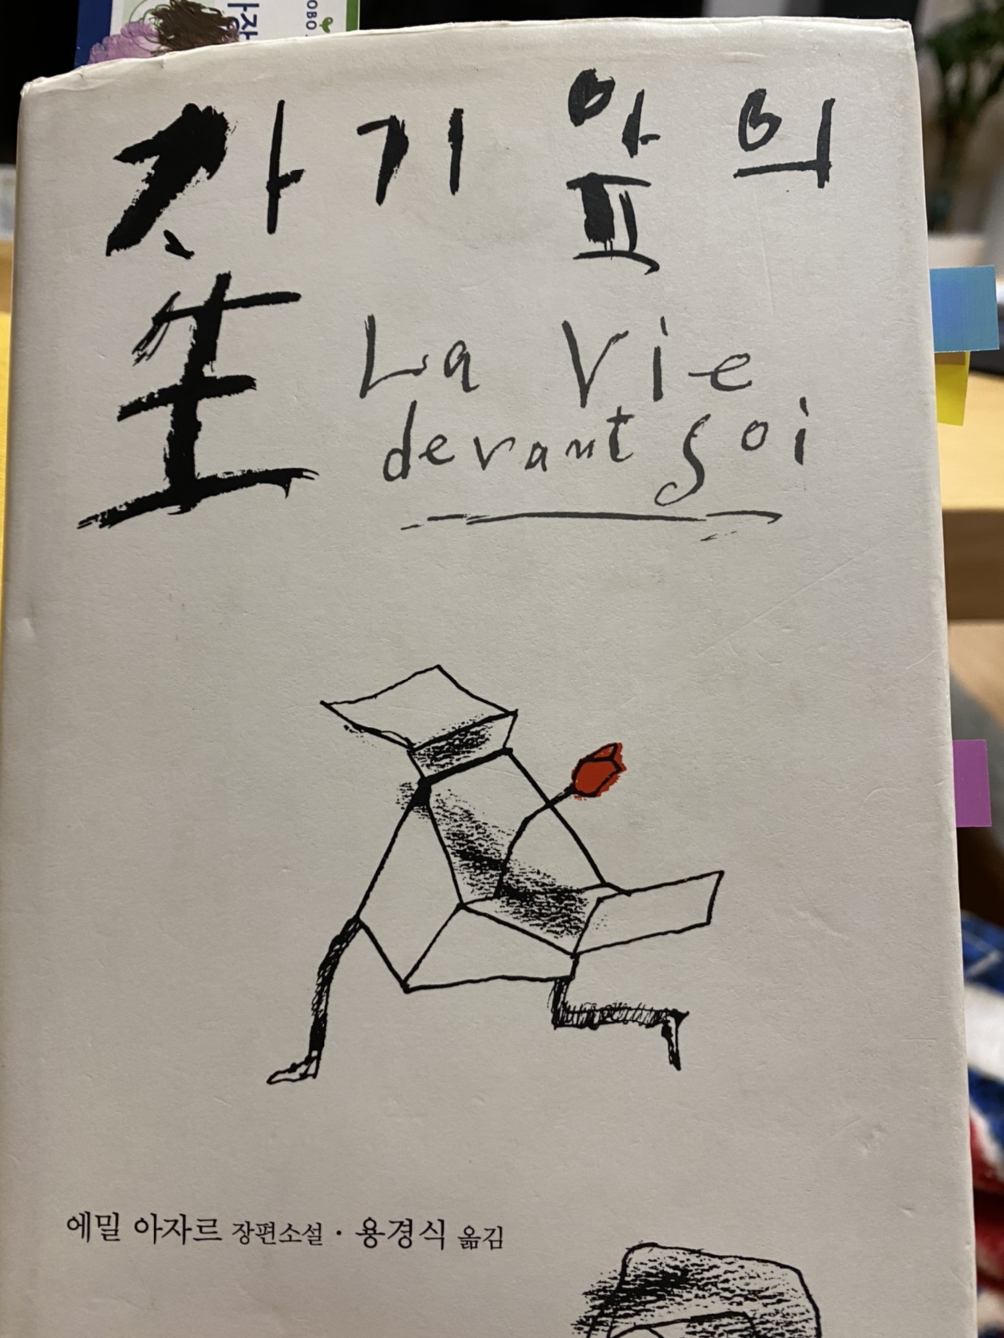 자기 앞의
生 La Vie
devant soi
에밀 아자르 장편소설 · 용경식 옮김